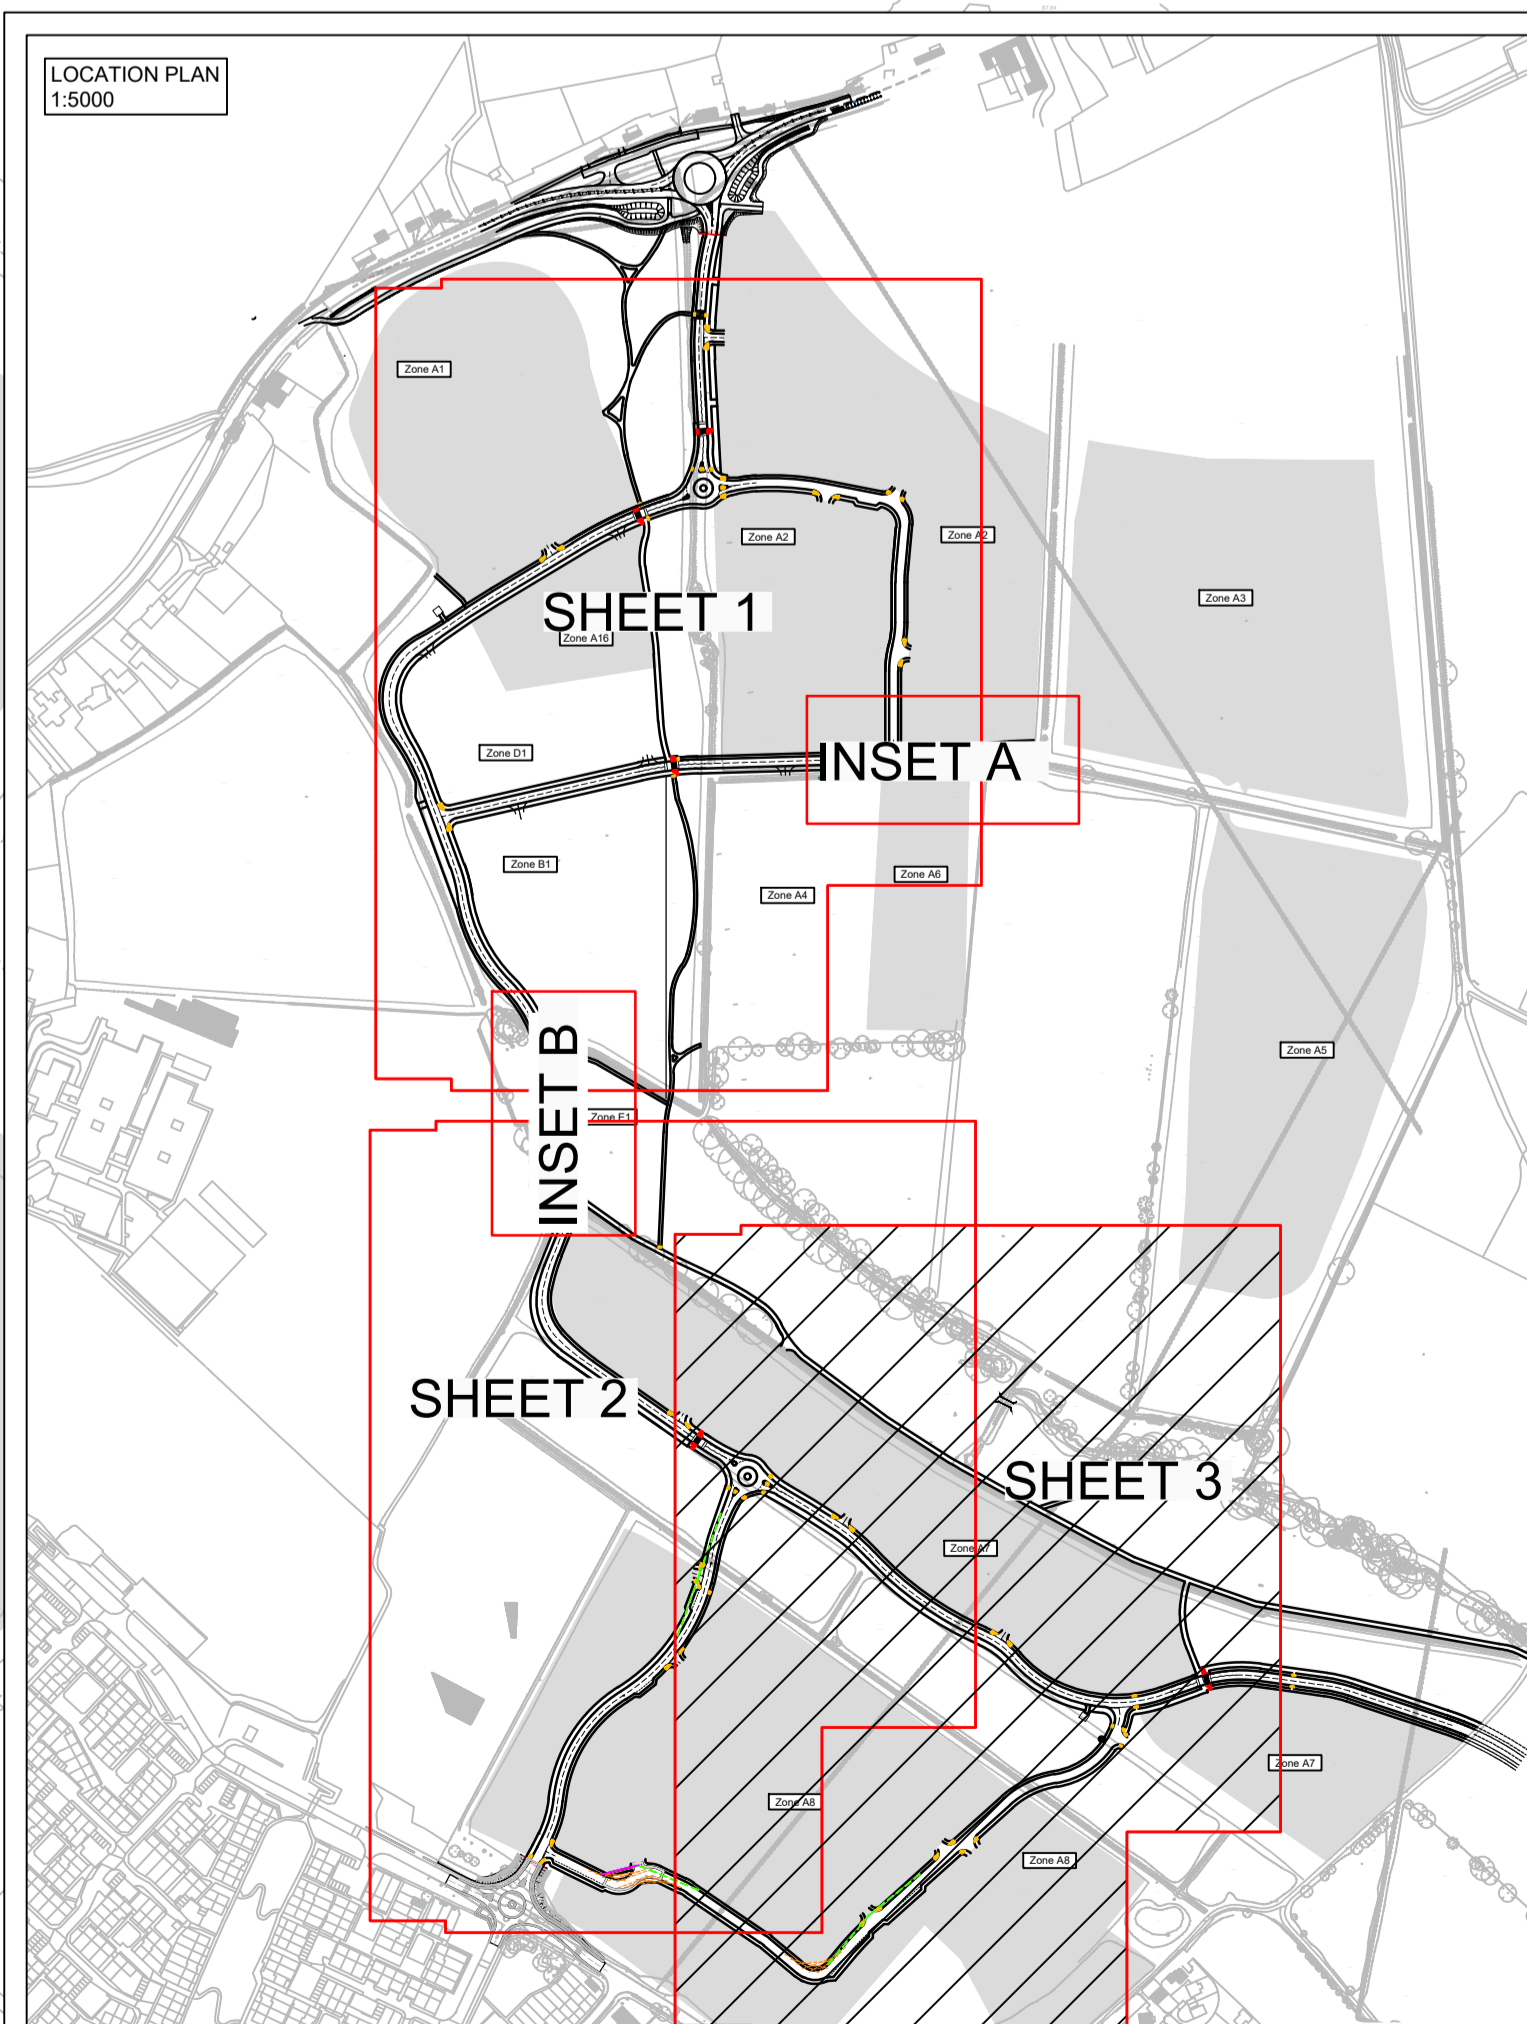 LOCATION PLAN
1:5000
Zone A1
Zone A2
Zone A2
Zone A3
SHEET 1
Zone A16
Zone D1
INSET A
Zone B1
Zone A6
Zone A4
Zone A5
INSET B
Zone E1
SHEET 2
SHEET 3
Zone A7
Zone A7
Zone A8
Zone A8